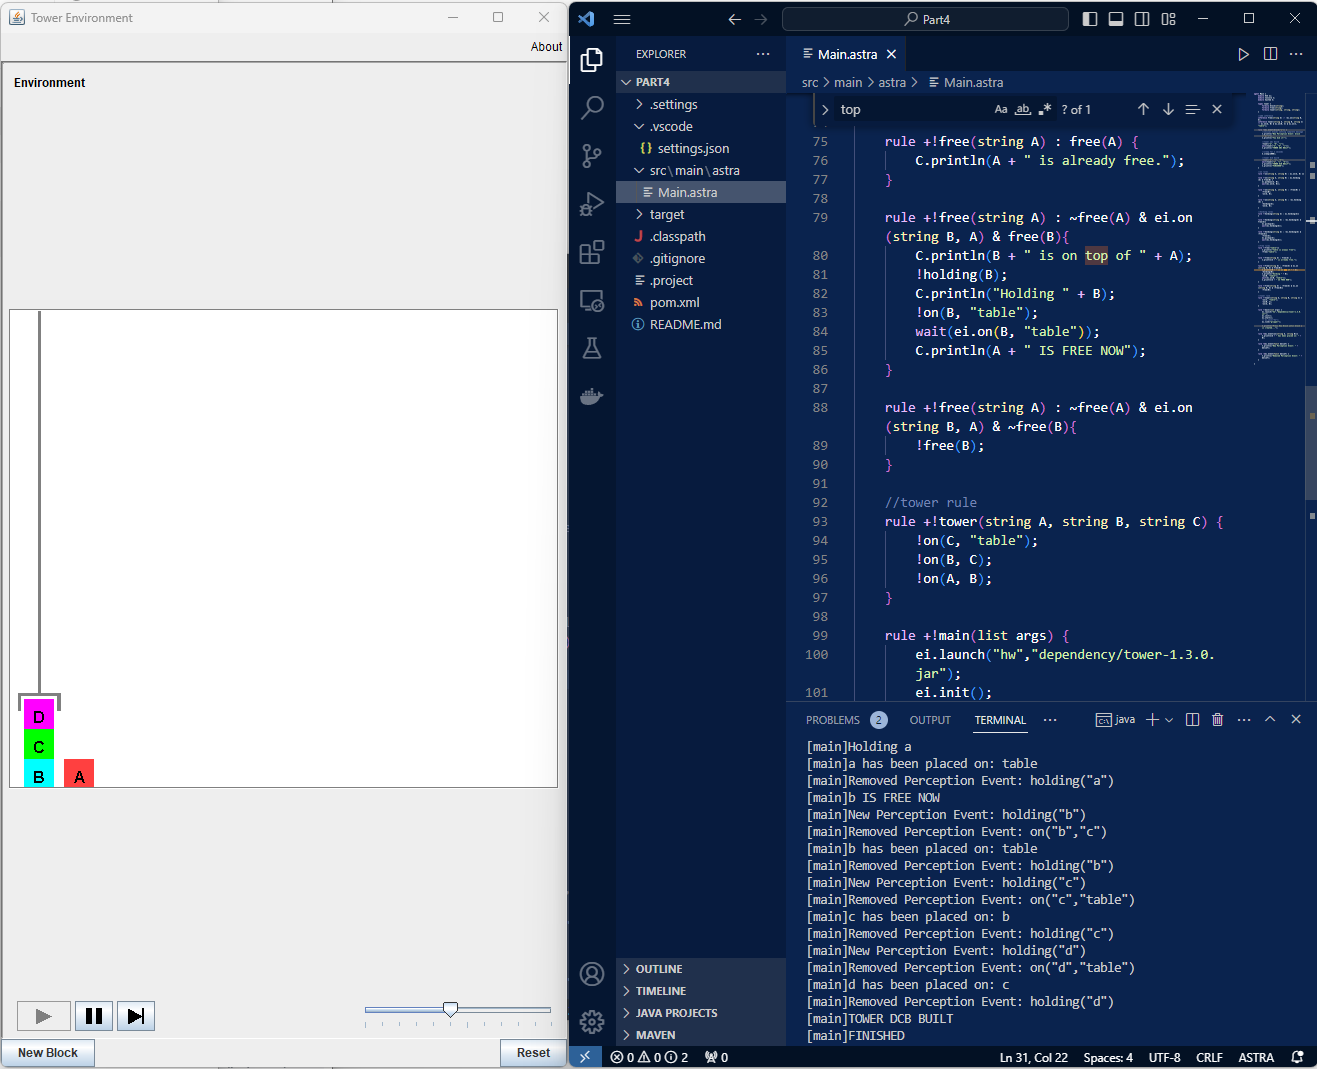 Tower Environment
About
Environment
D
C
B
A
New Block
Reset
Part4
EXPLORER
PART4
.settings
.vscode
{} settings.json
src\main\astra
Main.astra
target
.classpath
.gitignore
.project
pom.xml
README.md
OUTLINE
TIMELINE
JAVA PROJECTS
MAVEN
Main.astra
src > main > astra > Main.astra
top
Aa ab .* ? of 1
75 rule +!free(string A) : free(A) {
76 C.println(A + " is already free.");
77 }
78
79 rule +!free(string A) : ~free(A) & ei.on
(string B, A) & free(B){
80 C.println(B + " is on top of " + A);
81 !holding(B);
82 C.println("Holding " + B);
83 !on(B, "table");
84 wait(ei.on(B, "table"));
85 C.println(A + " IS FREE NOW");
86 }
87
88 rule +!free(string A) : ~free(A) & ei.on
(string B, A) & ~free(B){
89 !free(B);
90 }
91
92 //tower rule
93 rule +!tower(string A, string B, string C) {
94 !on(C, "table");
95 !on(B, C);
96 !on(A, B);
97 }
98
99 rule +!main(list args) {
100 ei.launch("hw","dependency/tower-1.3.0.
jar");
101 ei.init();
PROBLEMS 2 OUTPUT TERMINAL java
[main]Holding a
[main]a has been placed on: table
[main]Removed Perception Event: holding("a")
[main]b IS FREE NOW
[main]New Perception Event: holding("b")
[main]Removed Perception Event: on("b","c")
[main]b has been placed on: table
[main]Removed Perception Event: holding("b")
[main]New Perception Event: holding("c")
[main]Removed Perception Event: on("c","table")
[main]c has been placed on: b
[main]Removed Perception Event: holding("c")
[main]New Perception Event: holding("d")
[main]Removed Perception Event: on("d","table")
[main]d has been placed on: c
[main]Removed Perception Event: holding("d")
[main]TOWER DCB BUILT
[main]FINISHED
0 0 2 0 Ln 31, Col 22 Spaces: 4 UTF-8 CRLF ASTRA